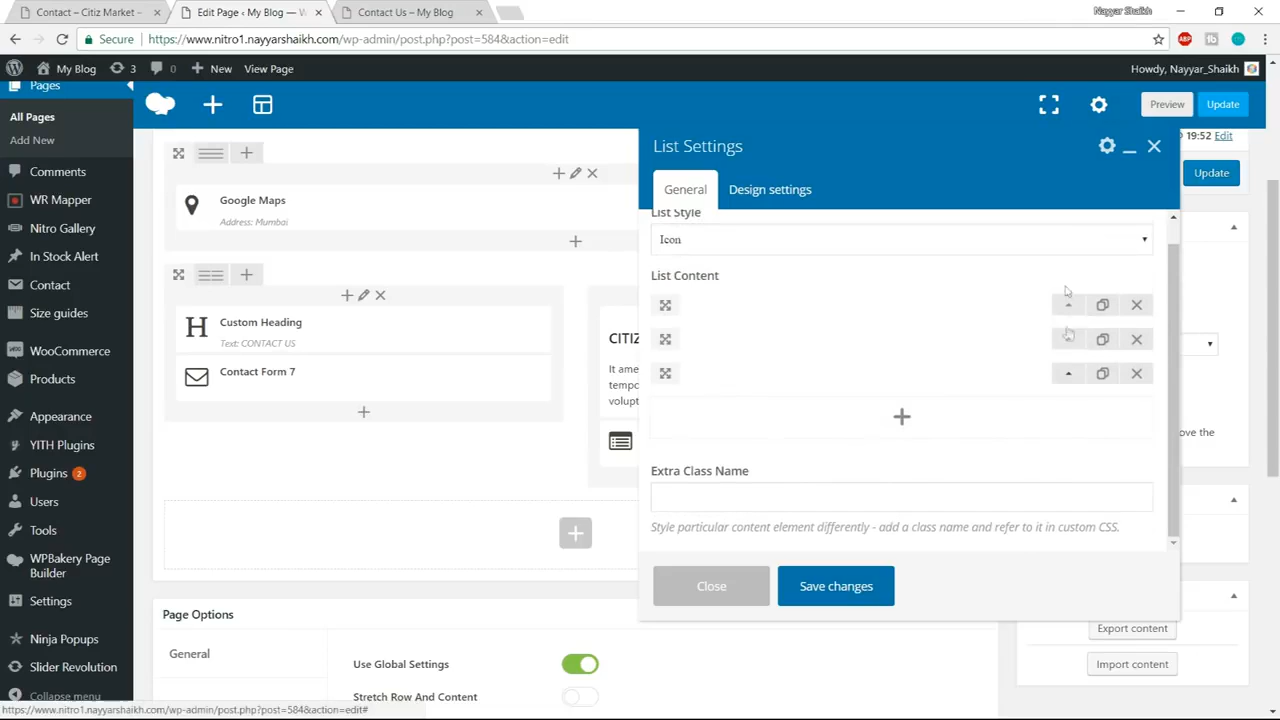 Contact – Citiz Market –
Edit Page ‹ My Blog — W
Contact Us – My Blog
Nayyar Shaikh
Secure
https://www.nitro1.nayyarshaikh.com/wp-admin/post.php?post=584&action=edit
ABP
My Blog
3
0
New
View Page
Howdy, Nayyar_Shaikh
Pages
All Pages
Add New
Comments
WR Mapper
Nitro Gallery
In Stock Alert
Contact
Size guides
WooCommerce
Products
Appearance
YITH Plugins
Plugins 2
Users
Tools
WPBakery Page
Builder
Settings
Ninja Popups
Slider Revolution
Collapse menu
Preview
Update
19:52 Edit
Update
Google Maps
Address: Mumbai
H
Custom Heading
Text: CONTACT US
Contact Form 7
CITIZ
It ame
tempo
volupt
List Settings
General
Design settings
List Style
Icon
List Content
Extra Class Name
Style particular content element differently - add a class name and refer to it in custom CSS.
Close
Save changes
ove the
Page Options
General
Use Global Settings
Stretch Row And Content
Export content
Import content
https://www.nitro1.nayyarshaikh.com/wp-admin/post.php?post=584&action=edit#